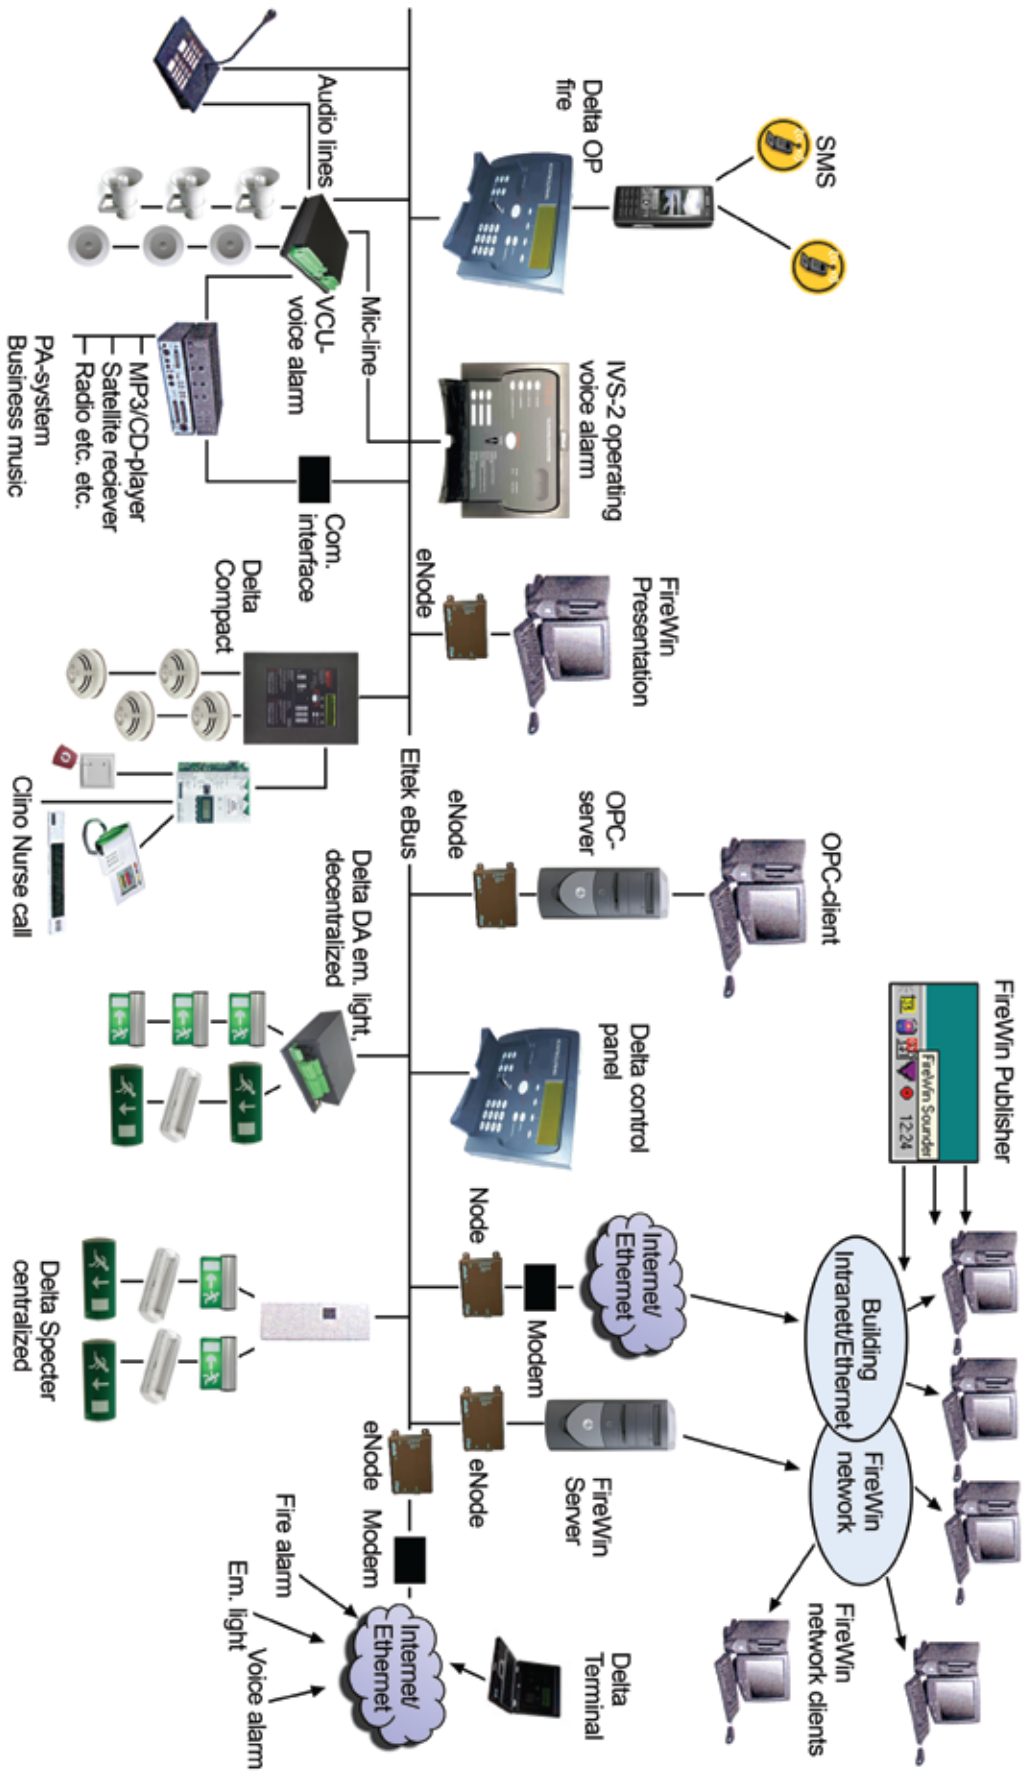 SMS
Delta OP
fire
IVS-2 operating
voice alarm
FireWin
Presentation
eNode
OPC-client
OPC-
server
eNode
FireWin Publisher
FireWin Sounder
12:24
Delta control
panel
Building
Intranett/Ethernet
FireWin
network
Internet/
Ethernet
Modem
Node
FireWin
Server
eNode
FireWin
network clients
Delta
Terminal
Eltek eBus
Audio lines
Mic-line
VCU-
voice alarm
MP3/CD-player
Satellite reciever
Radio etc. etc.
PA-system
Business music
Com.
interface
Delta
Compact
Clino Nurse call
Delta DA em. light,
decentralized
Delta Specter
centralized
eNode
Modem
Internet/
Ethernet
Fire alarm
Em. light
Voice alarm